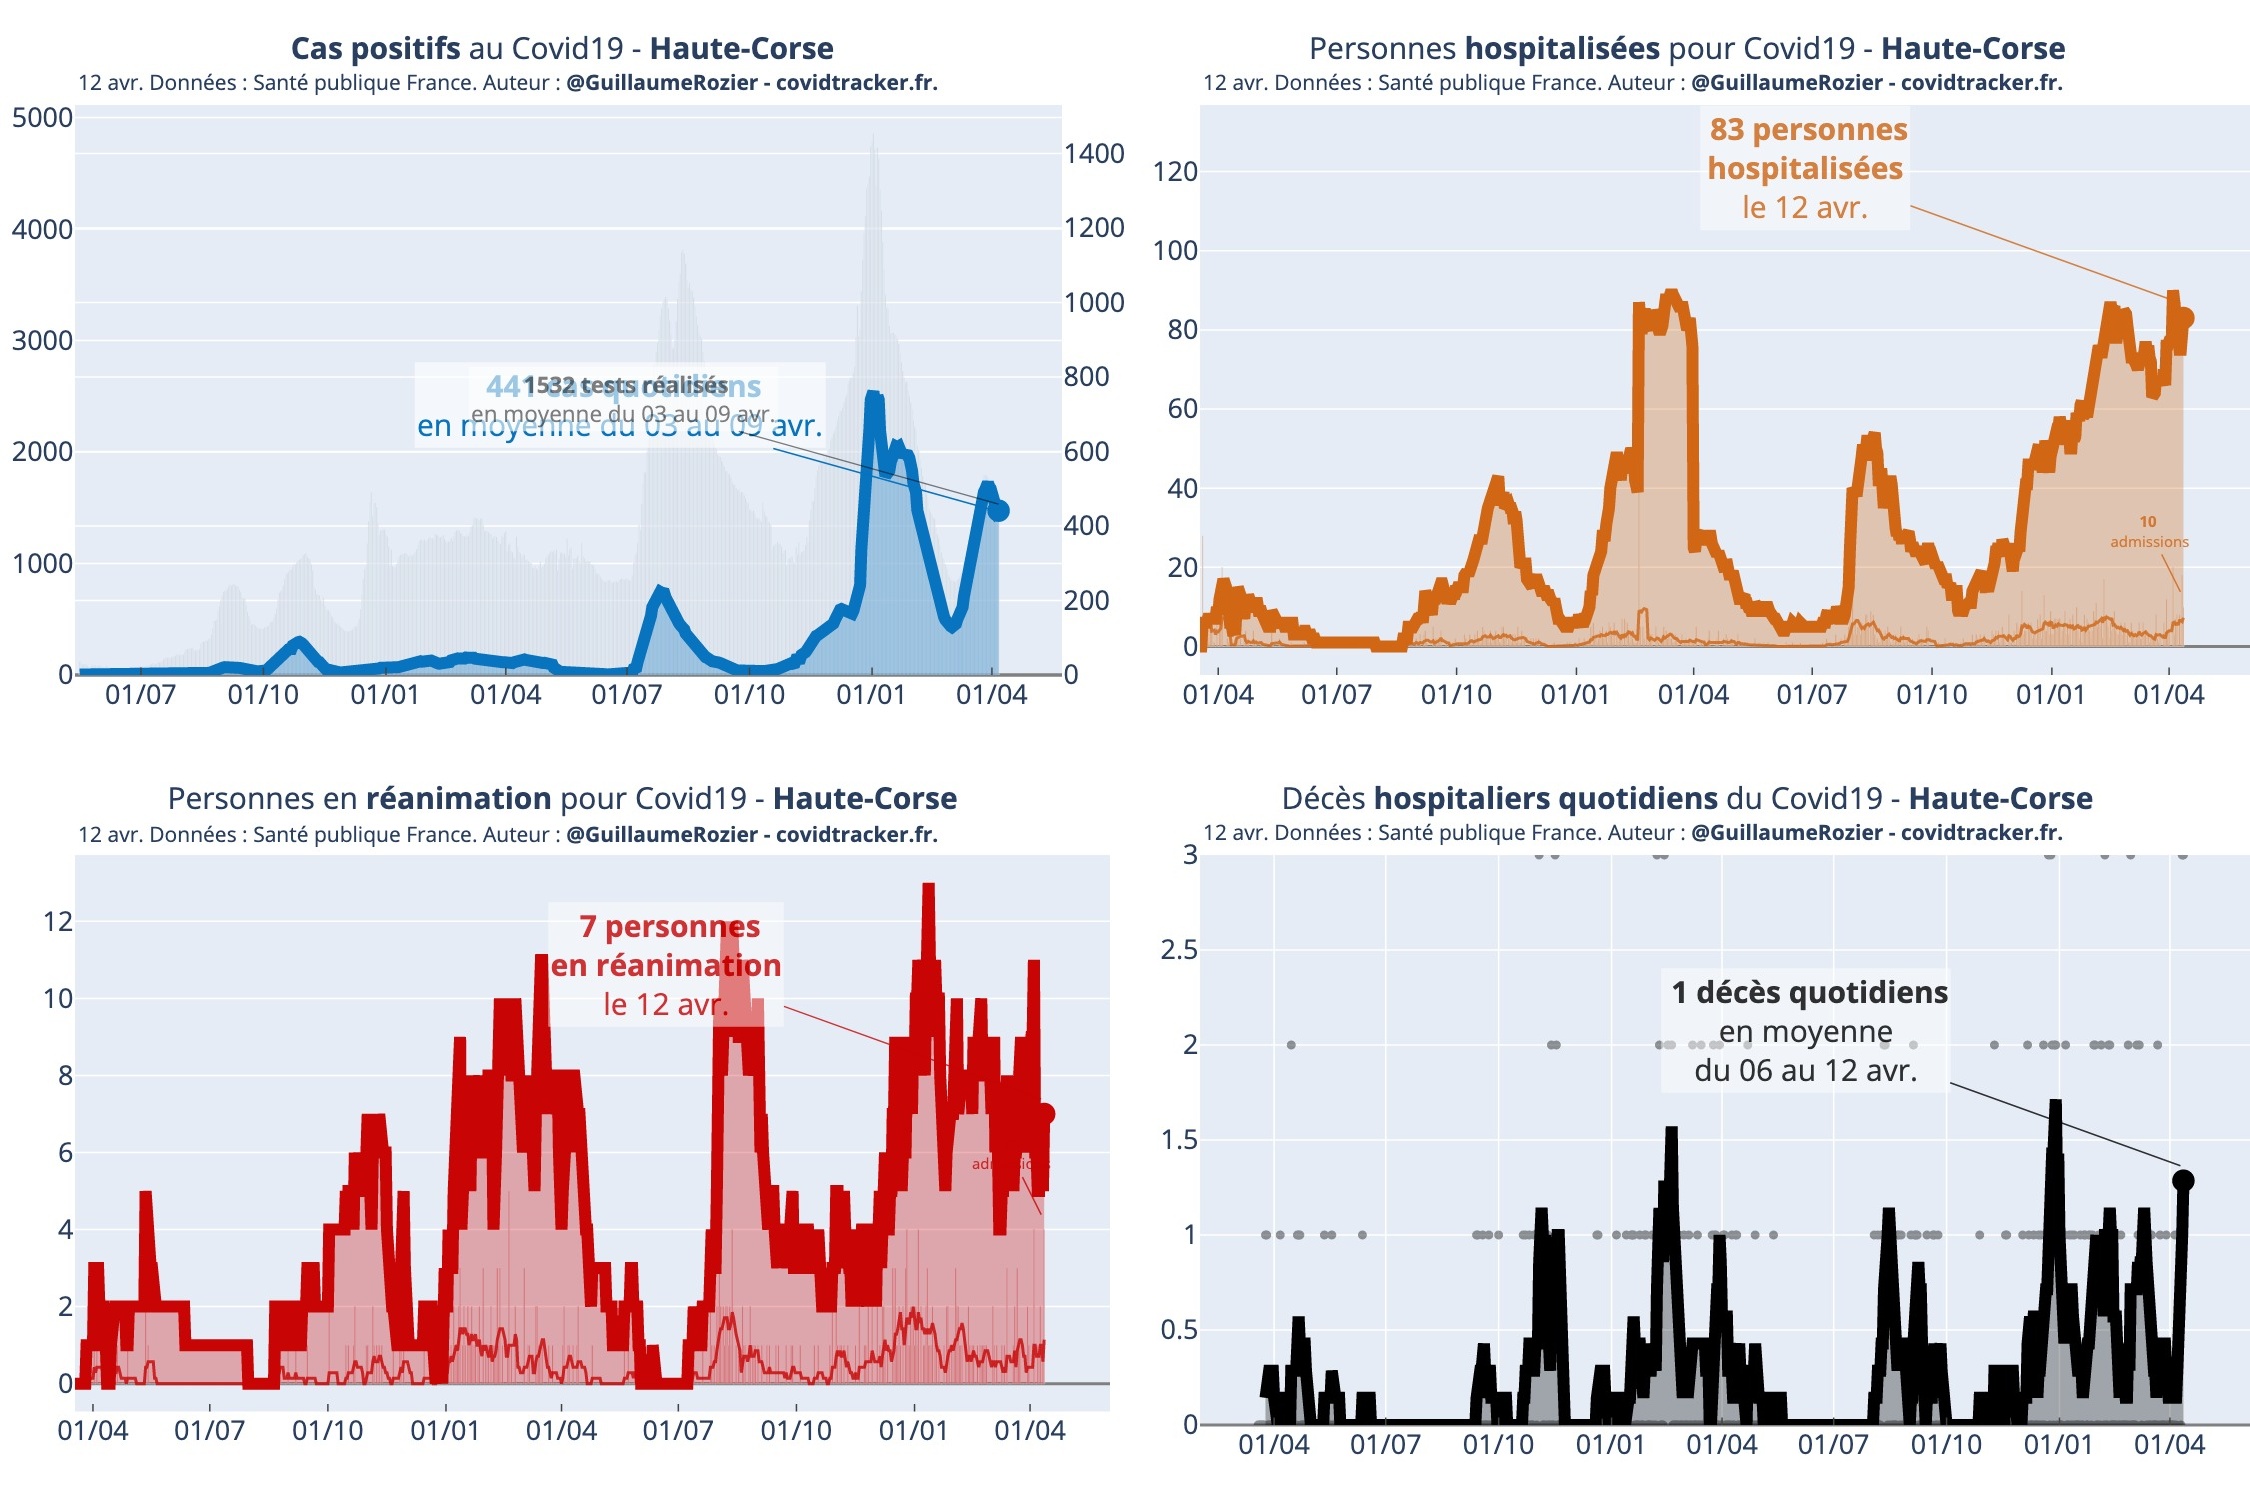 Cas positifs au Covid19 - Haute-Corse
12 avr. Données : Santé publique France. Auteur : @GuillaumeRozier - covidtracker.fr.
5000
4000
3000
2000
1000
0
1400
1200
1000
800
600
400
200
0
441 cas quotidiens
en moyenne du 03 au 09 avr.
1532 tests réalisés
en moyenne du 03 au 09 avr.
01/07 01/10 01/01 01/04 01/07 01/10 01/01 01/04
Personnes hospitalisées pour Covid19 - Haute-Corse
12 avr. Données : Santé publique France. Auteur : @GuillaumeRozier - covidtracker.fr.
83 personnes
hospitalisées
le 12 avr.
120
100
80
60
40
20
0
10
admissions
01/04 01/07 01/10 01/01 01/04 01/07 01/10 01/01 01/04
Personnes en réanimation pour Covid19 - Haute-Corse
12 avr. Données : Santé publique France. Auteur : @GuillaumeRozier - covidtracker.fr.
7 personnes
en réanimation
le 12 avr.
12
10
8
6
4
2
0
admissions
01/04 01/07 01/10 01/01 01/04 01/07 01/10 01/01 01/04
Décès hospitaliers quotidiens du Covid19 - Haute-Corse
12 avr. Données : Santé publique France. Auteur : @GuillaumeRozier - covidtracker.fr.
3
2.5
2
1.5
1
0.5
0
1 décès quotidiens
en moyenne
du 06 au 12 avr.
01/04 01/07 01/10 01/01 01/04 01/07 01/10 01/01 01/04